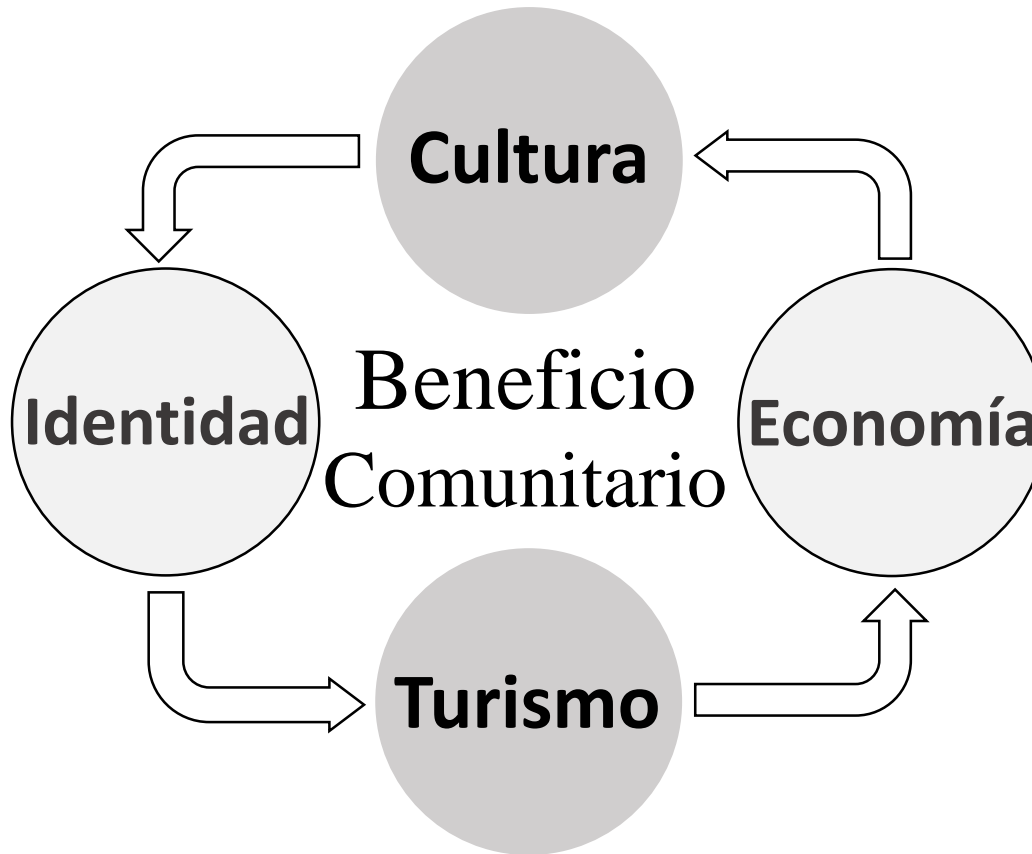 Cultura
Identidad
Beneficio
Comunitario
Economía
Turismo